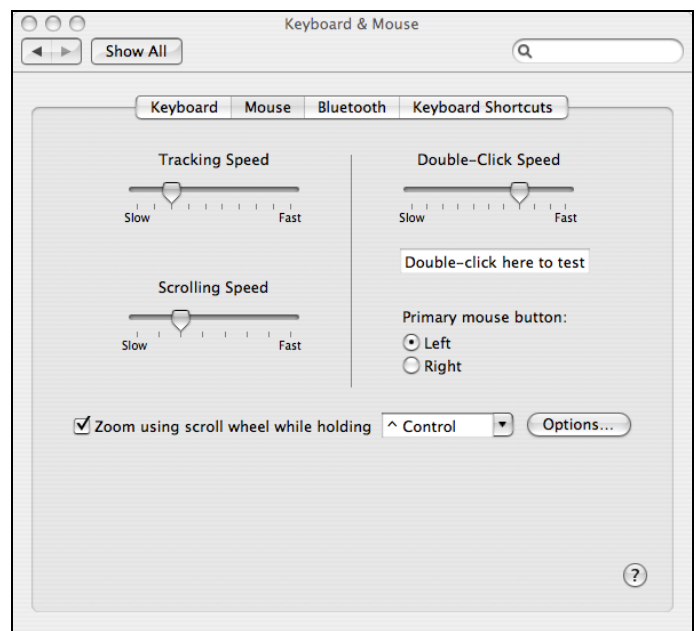 Keyboard & Mouse
Show All
Keyboard Mouse Bluetooth Keyboard Shortcuts
Tracking Speed
Slow Fast
Scrolling Speed
Slow Fast
Double-Click Speed
Slow Fast
Double-click here to test
Primary mouse button:
Left
Right
Zoom using scroll wheel while holding ^ Control Options...
?